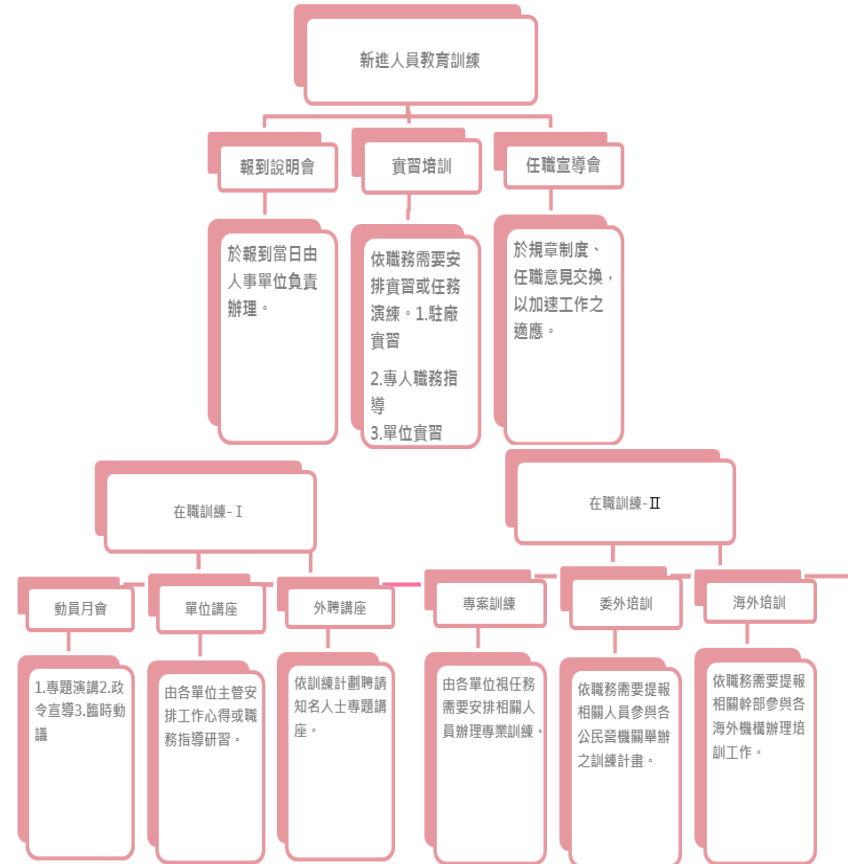 新進人員教育訓練
報到說明會
實習培訓
任職宣導會
於報到當日由
人事單位負責
辦理。
依職務需要安
排實習或任務
演練。1.駐廠
實習
2.專人職務指
導
3.單位實習
於規章制度、
任職意見交換，
以加速工作之
適應。
在職訓練-Ⅰ
在職訓練-Ⅱ
動員月會
單位講座
外聘講座
專案訓練
委外培訓
海外培訓
1.專題演講2.政
令宣導3.臨時動
議
由各單位主管安
排工作心得或職
務指導研習。
依訓練計劃聘請
知名人士專題講
座。
由各單位視任務
需要安排相關人
員辦理專業訓練。
依職務需要提報
相關人員參與各
公民營機關舉辦
之訓練計畫。
依職務需要提報
相關幹部參與各
海外機構辦理培
訓工作。